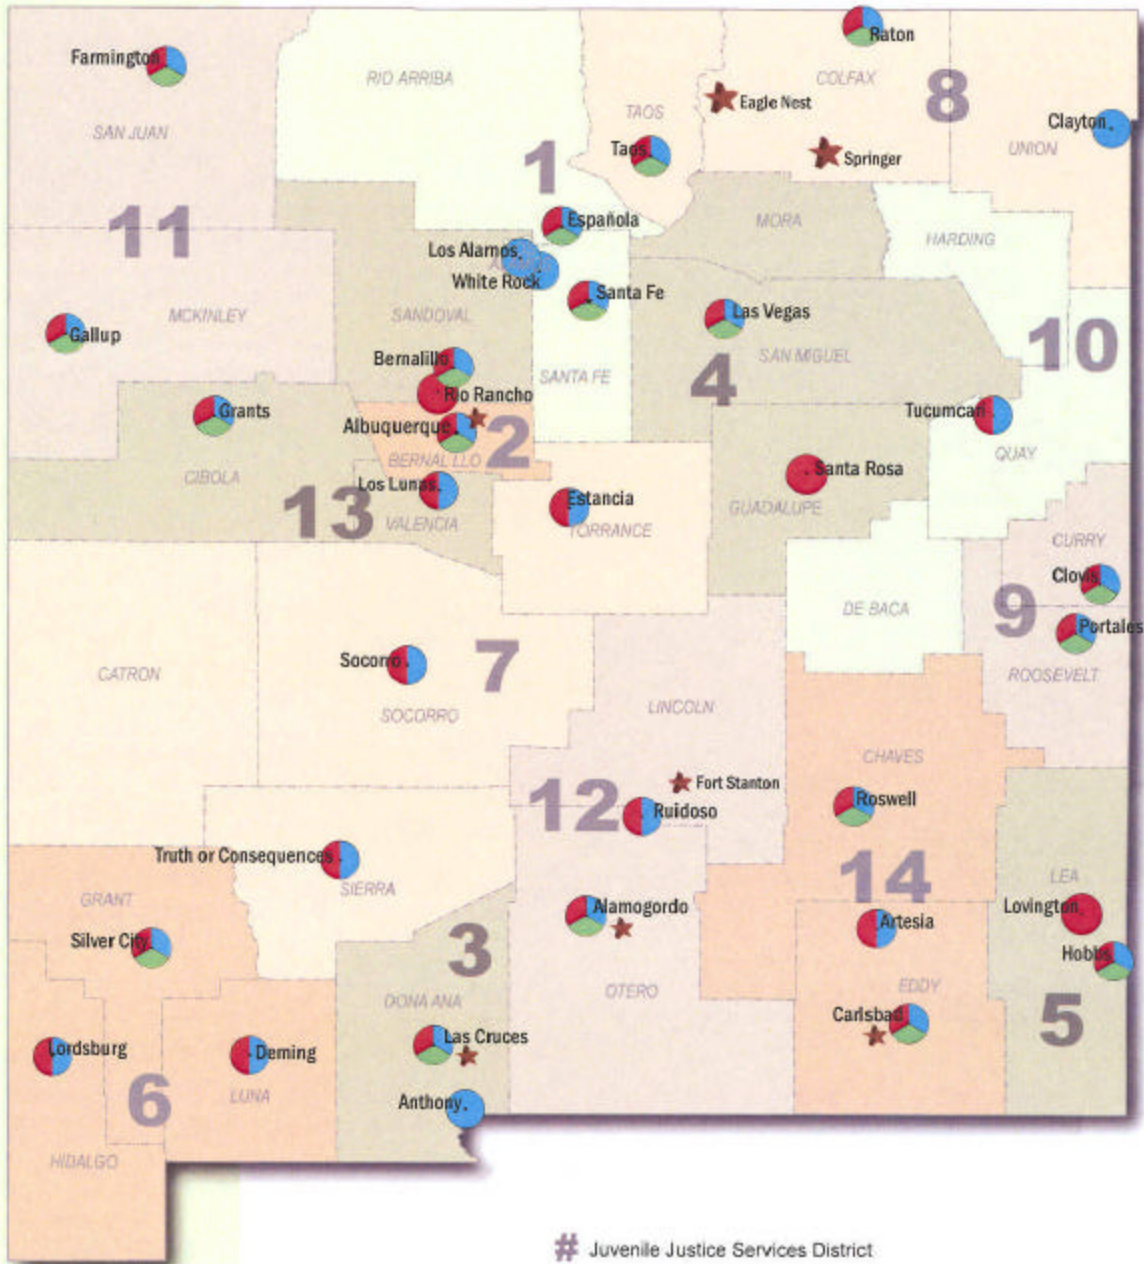 Raton
Farmington
RIO ARRIBA
COLFAX
8
TAOS
Eagle Nest
SAN JUAN
Clayton
Taos
UNION
Springer
1
11
Española
MORA
HARDING
Los Alamos
White Rock
Santa Fe
MCKINLEY
SANDOVAL
Las Vegas
Gallup
10
SAN MIGUEL
Bernalillo
4
SANTA FE
Rio Rancho
Grants
Tucumcari
Albuquerque
2
BERNALILLO
QUAY
CIBOLA
Santa Rosa
Los Lunas
Estancia
13
VALENCIA
GUADALUPE
TORRANCE
CURRY
Clovis
DE BACA
9
Portales
Socorro
7
CATRON
ROOSEVELT
LINCOLN
SOCORRO
CHAVES
Fort Stanton
12
Ruidoso
Roswell
Truth or Consequences
SIERRA
14
LEA
GRANT
Alamogordo
Lovington
Artesia
Silver City
3
Hobbs
OTERO
EDDY
DONA ANA
Carlsbad
5
Las Cruces
Lordsburg
Deming
6
LUNA
Anthony
HIDALGO
# Juvenile Justice Services District